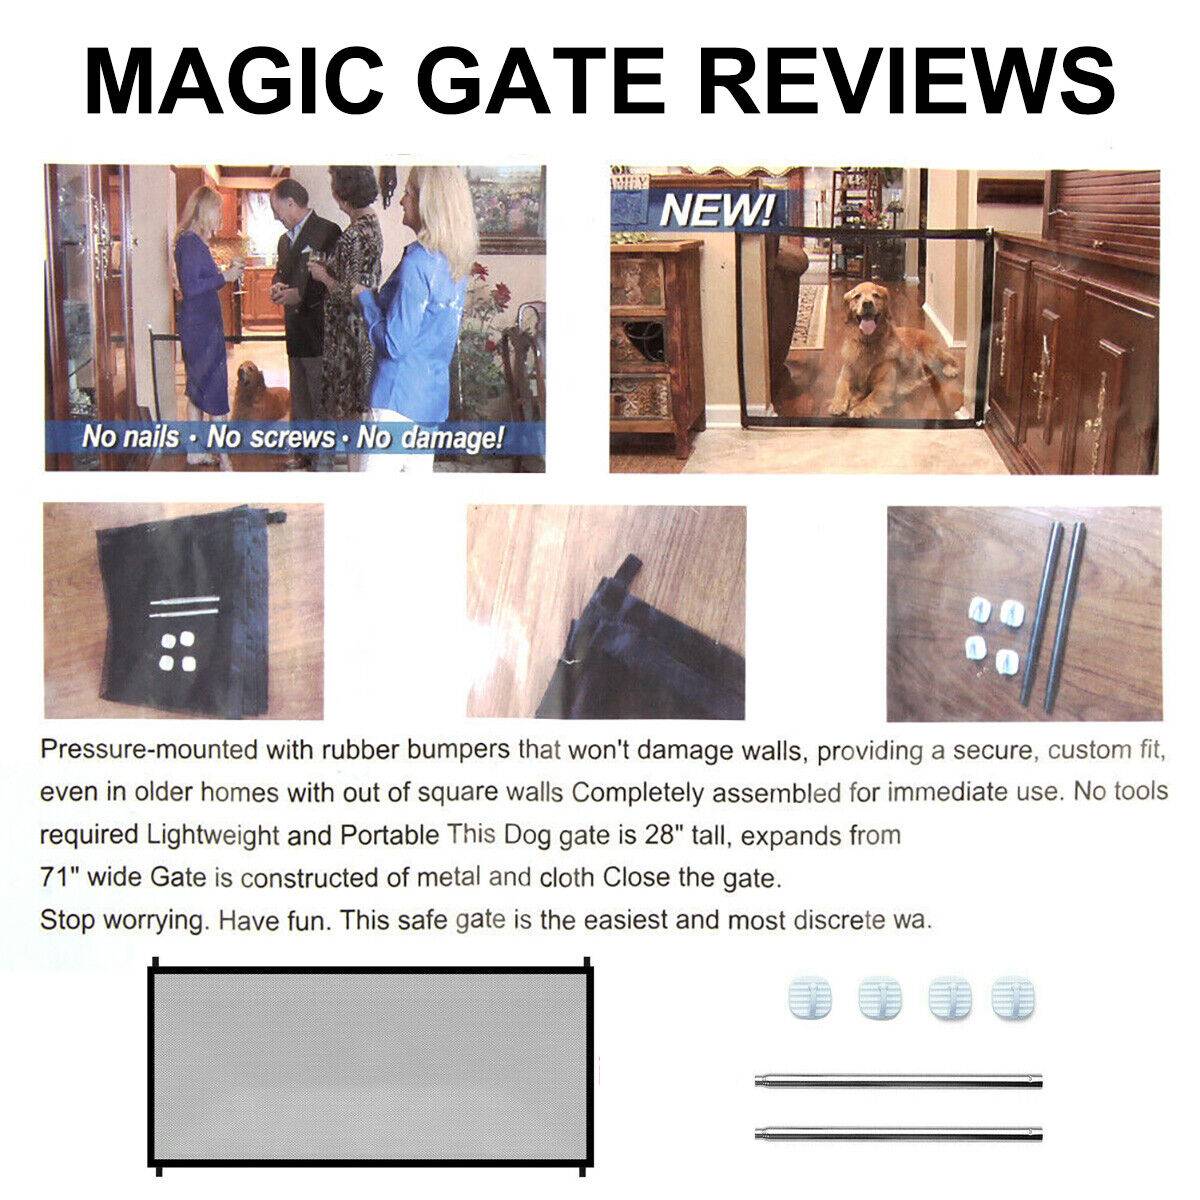 MAGIC GATE REVIEWS
NEW!
No nails · No screws · No damage!
Pressure-mounted with rubber bumpers that won't damage walls, providing a secure, custom fit,
even in older homes with out of square walls Completely assembled for immediate use. No tools
required Lightweight and Portable This Dog gate is 28" tall, expands from
71" wide Gate is constructed of metal and cloth Close the gate.
Stop worrying. Have fun. This safe gate is the easiest and most discrete wa.